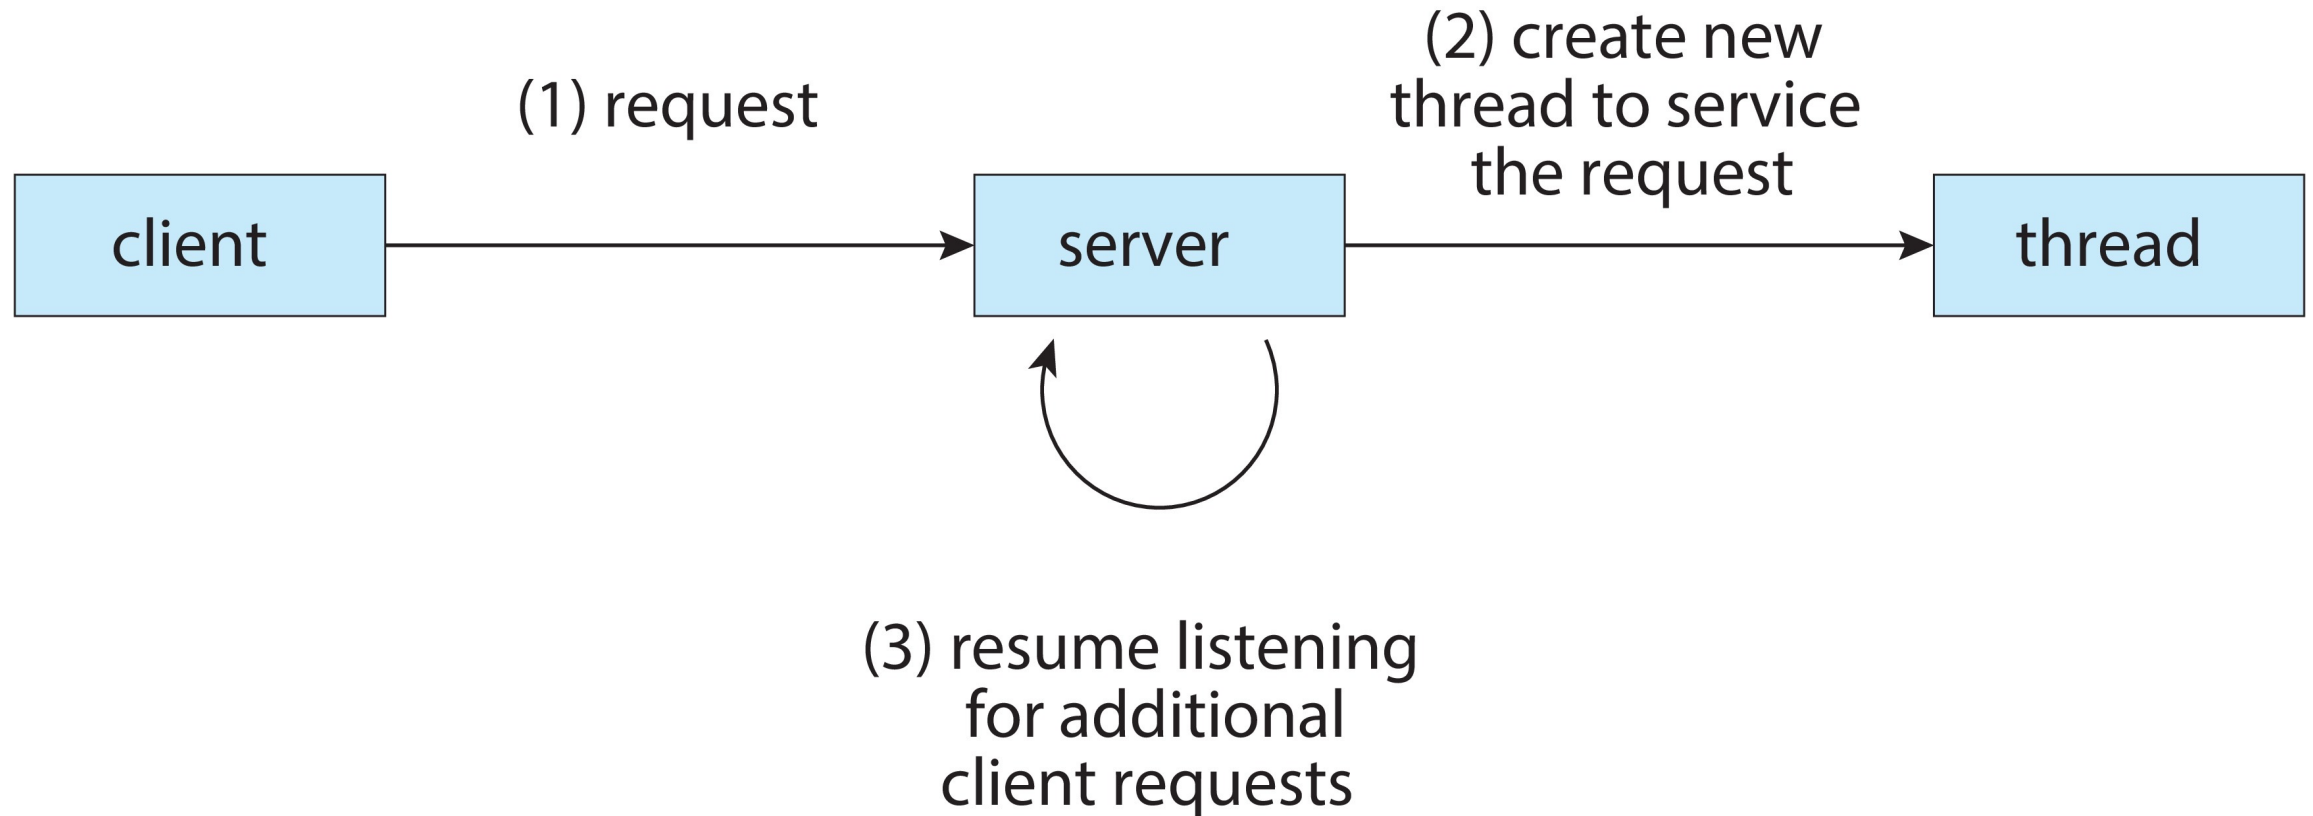 (1) request
(2) create new
thread to service
the request
client
server
thread
(3) resume listening
for additional
client requests